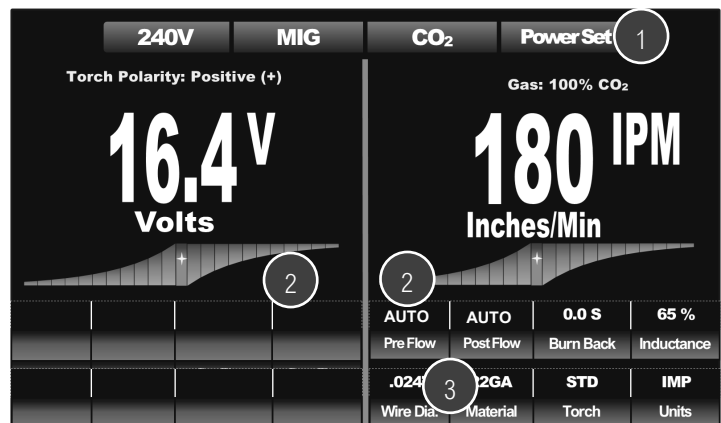 240V MIG CO₂ Power Set 1
Torch Polarity: Positive (+)
16.4 V
Volts
2
Gas: 100% CO₂
180 IPM
Inches/Min
2
AUTO AUTO 0.0 S 65 %
Pre Flow Post Flow Burn Back Inductance
.024 3 2GA STD IMP
Wire Dia. Material Torch Units